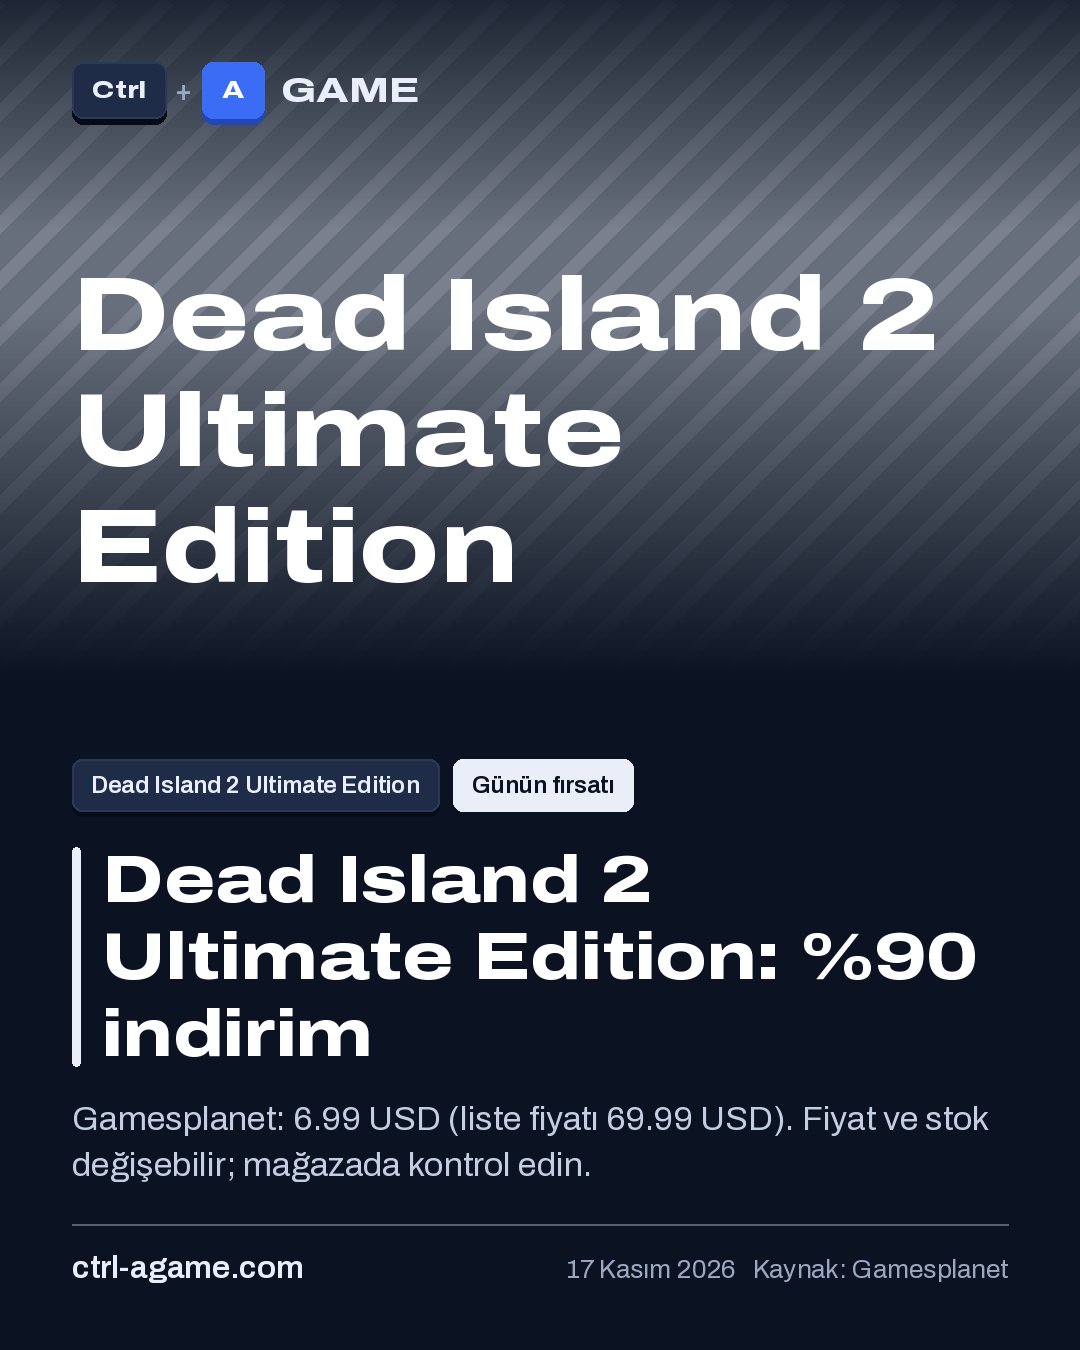 Ctrl + A GAME
Dead Island 2
Ultimate
Edition
Dead Island 2 Ultimate Edition Günün fırsatı
Dead Island 2
Ultimate Edition: %90
indirim
Gamesplanet: 6.99 USD (liste fiyatı 69.99 USD). Fiyat ve stok
değişebilir; mağazada kontrol edin.
ctrl-agame.com 17 Kasım 2026 Kaynak: Gamesplanet